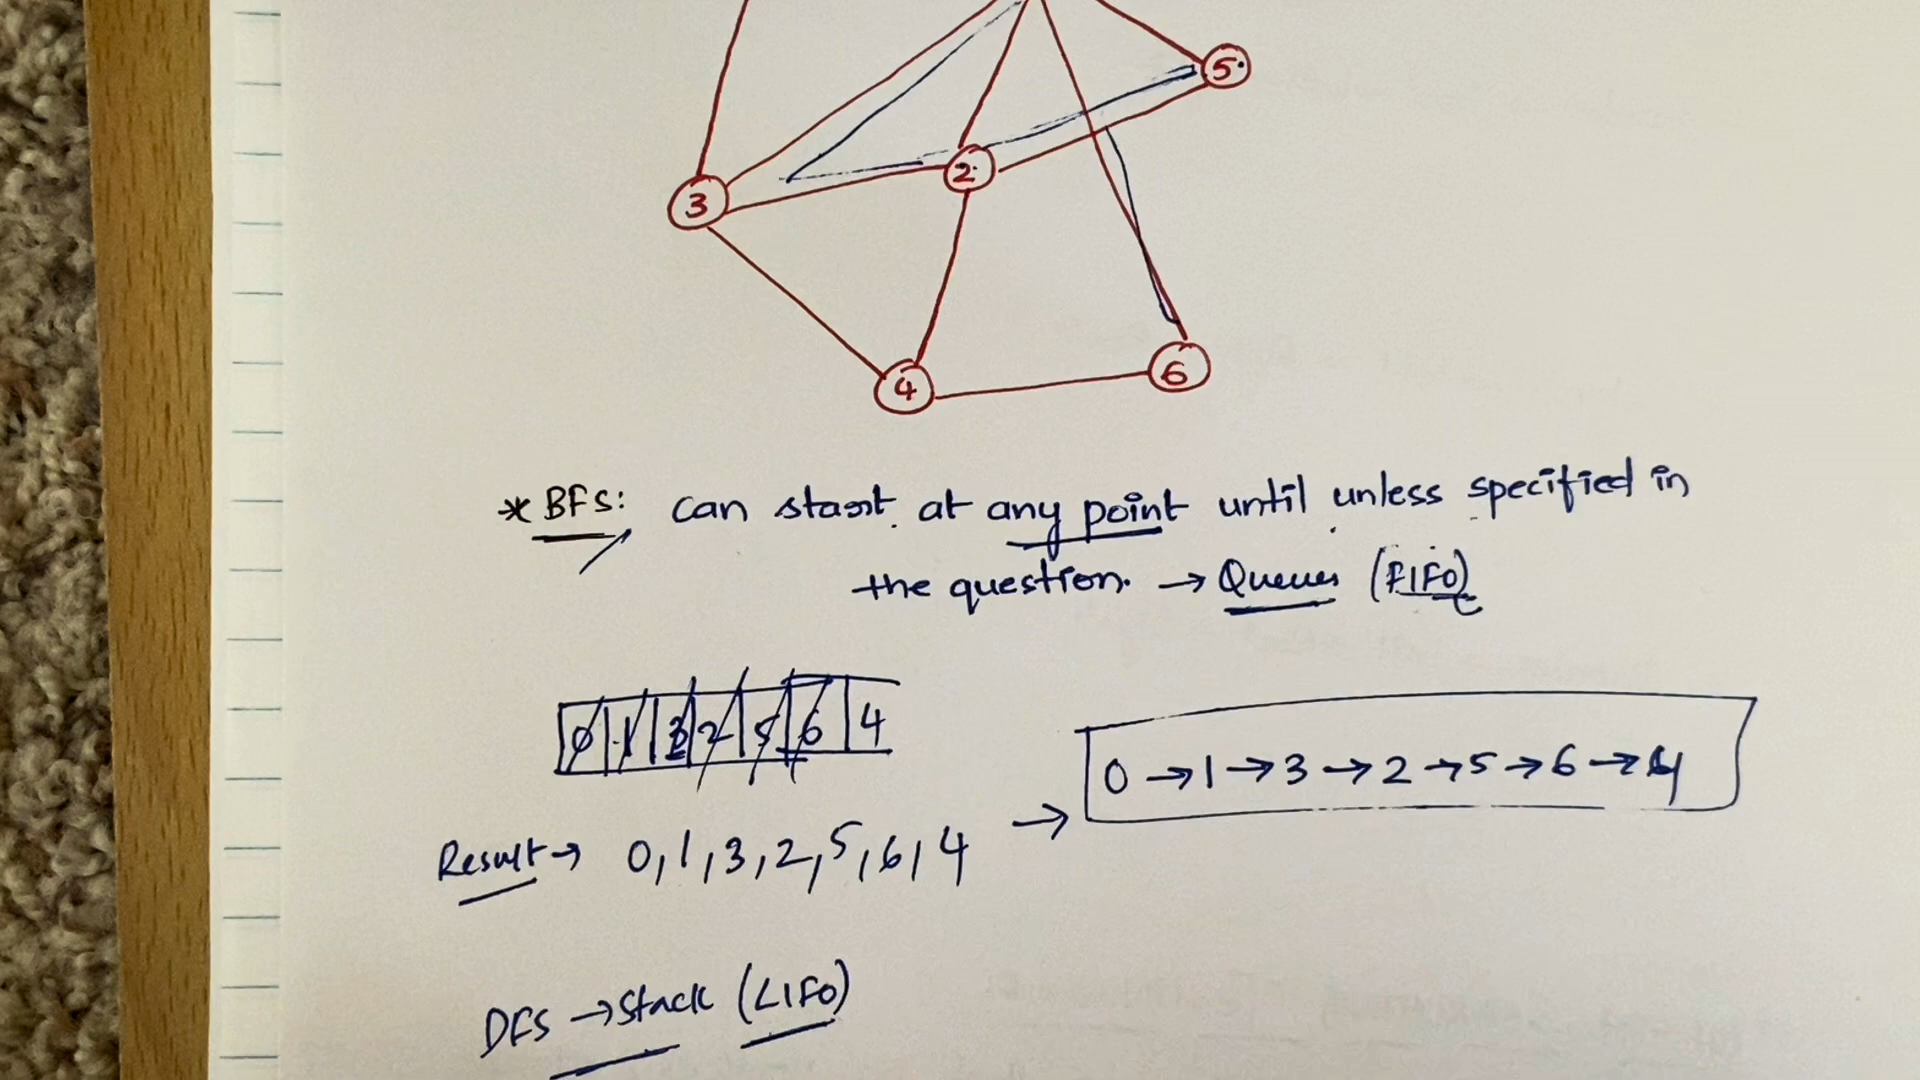 5
2
3
4
6
* BFS: can start at any point until unless specified in
the question. → Queues (FIFO)
0 1 3 2 5 6 4
0 → 1 → 3 → 2 → 5 → 6 → 4
Result → 0, 1, 3, 2, 5, 6, 4 →
DFS → Stack (LIFO)